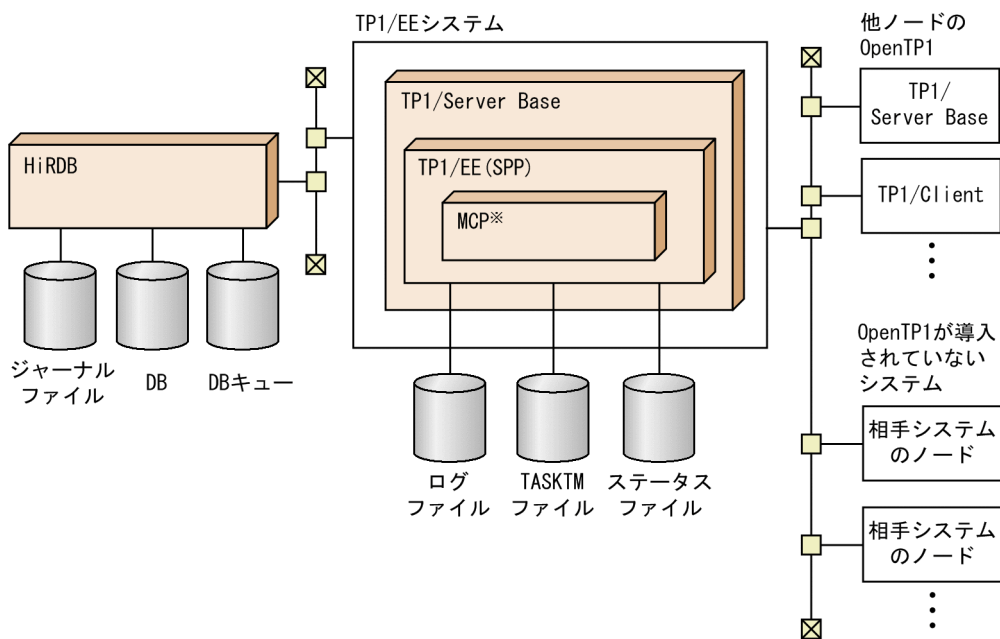 TP1/EEシステム
他ノードの
OpenTP1
TP1/Server Base
TP1/
Server Base
HiRDB
TP1/EE(SPP)
MCP※
TP1/Client
ジャーナル
ファイル
DB
DBキュー
OpenTP1が導入
されていない
システム
相手システム
のノード
ログ
ファイル
TASKTM
ファイル
ステータス
ファイル
相手システム
のノード